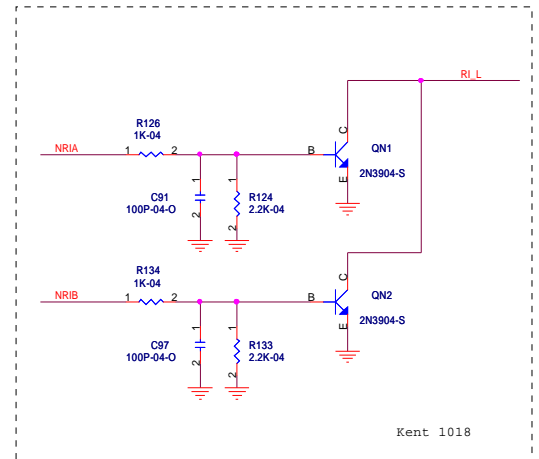 RI_L
R126
1K-04
C
QN1
NRIA
1
2
B
2N3904-S
E
1
1
C91
100P-04-O
R124
2.2K-04
2
2
R134
1K-04
C
QN2
NRIB
1
2
B
2N3904-S
E
1
1
C97
100P-04-O
R133
2.2K-04
2
2
Kent 1018